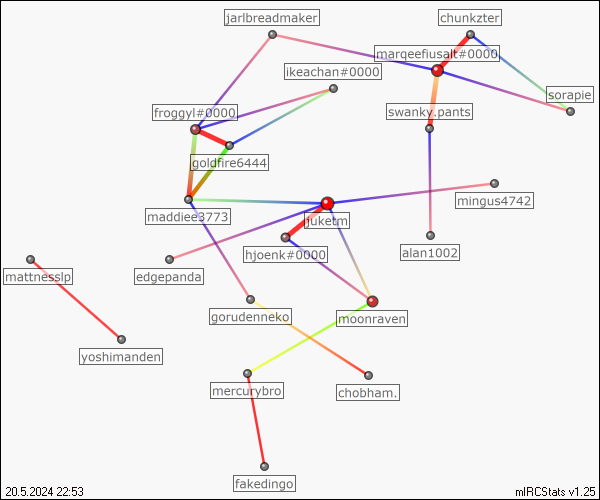 jarlbreadmaker
chunkzter
marqeefiusalt#0000
ikeachan#0000
sorapie
froggyl#0000
swanky.pants
goldfire6444
mingus4742
maddiee3773
juketm
hjoenk#0000
alan1002
mattnesslp
edgepanda
gorudenneko
moonraven
yoshimanden
mercurybro
chobham.
fakedingo
20.5.2024 22:53
mIRCStats v1.25